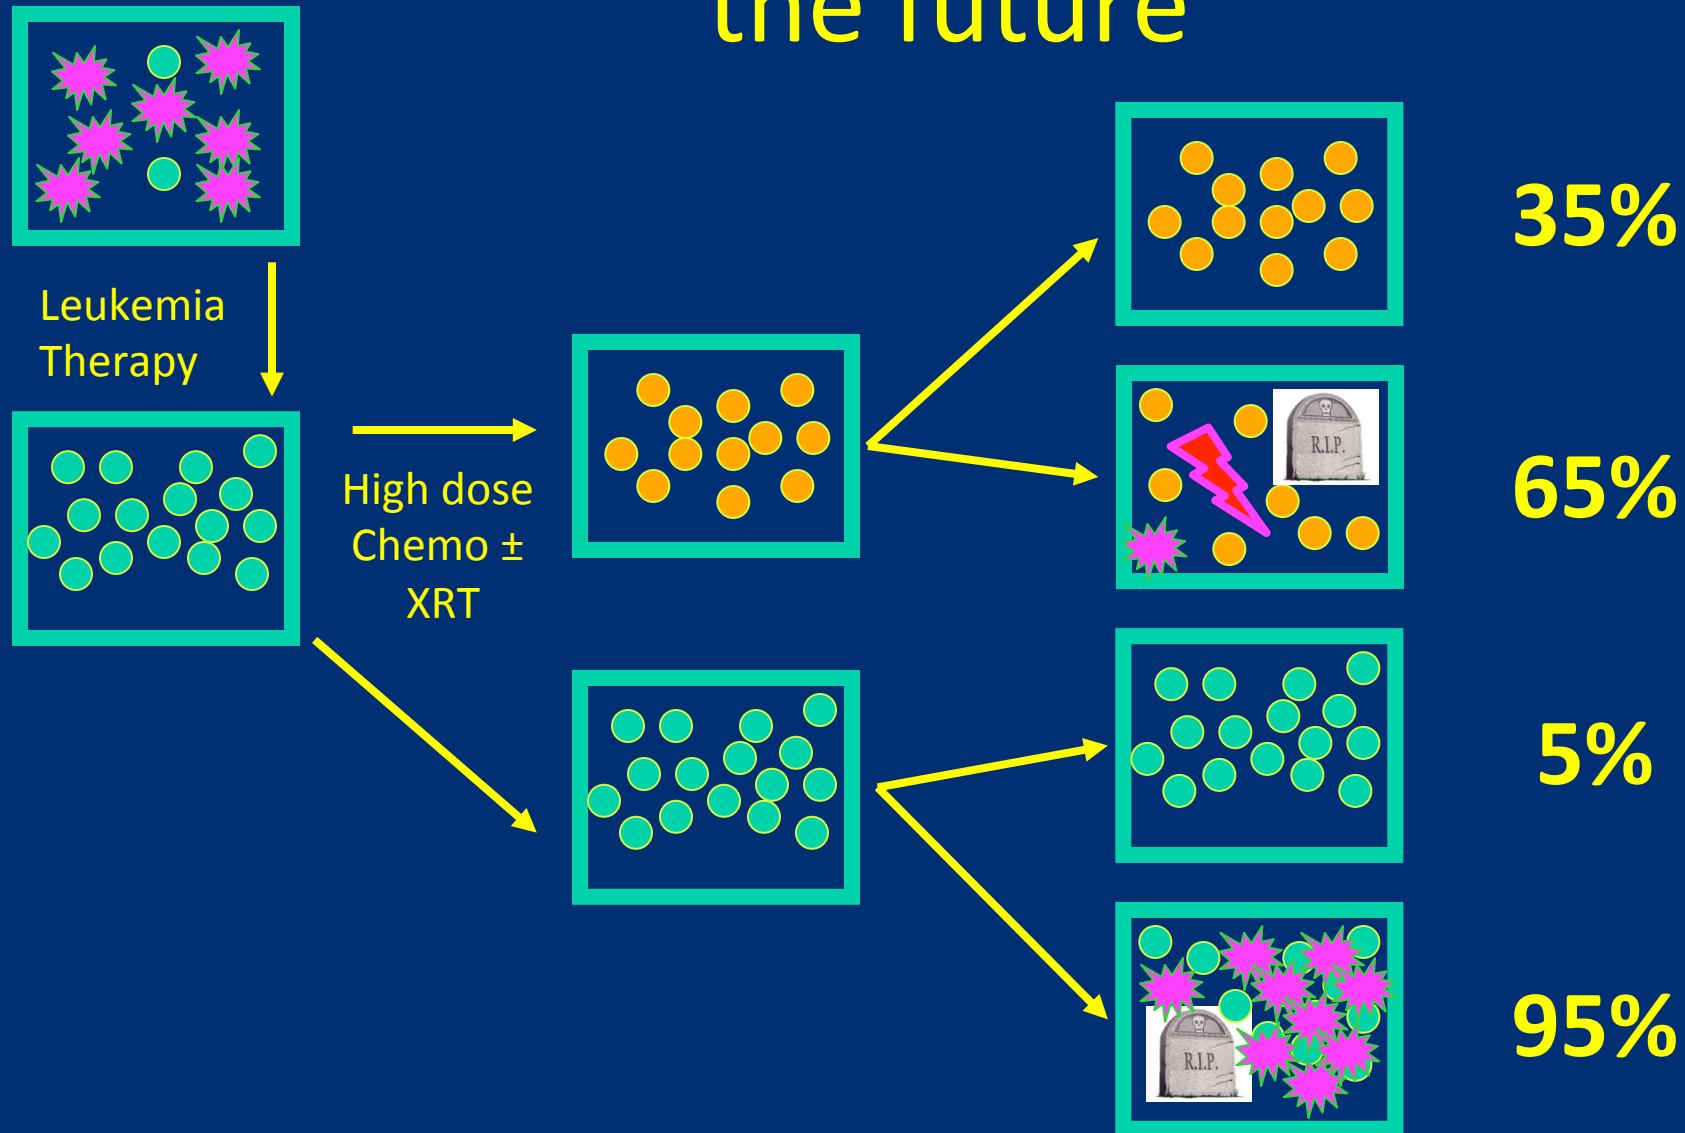 the future
Leukemia
Therapy
High dose
Chemo ±
XRT
35%
R.I.P.
65%
5%
R.I.P.
95%